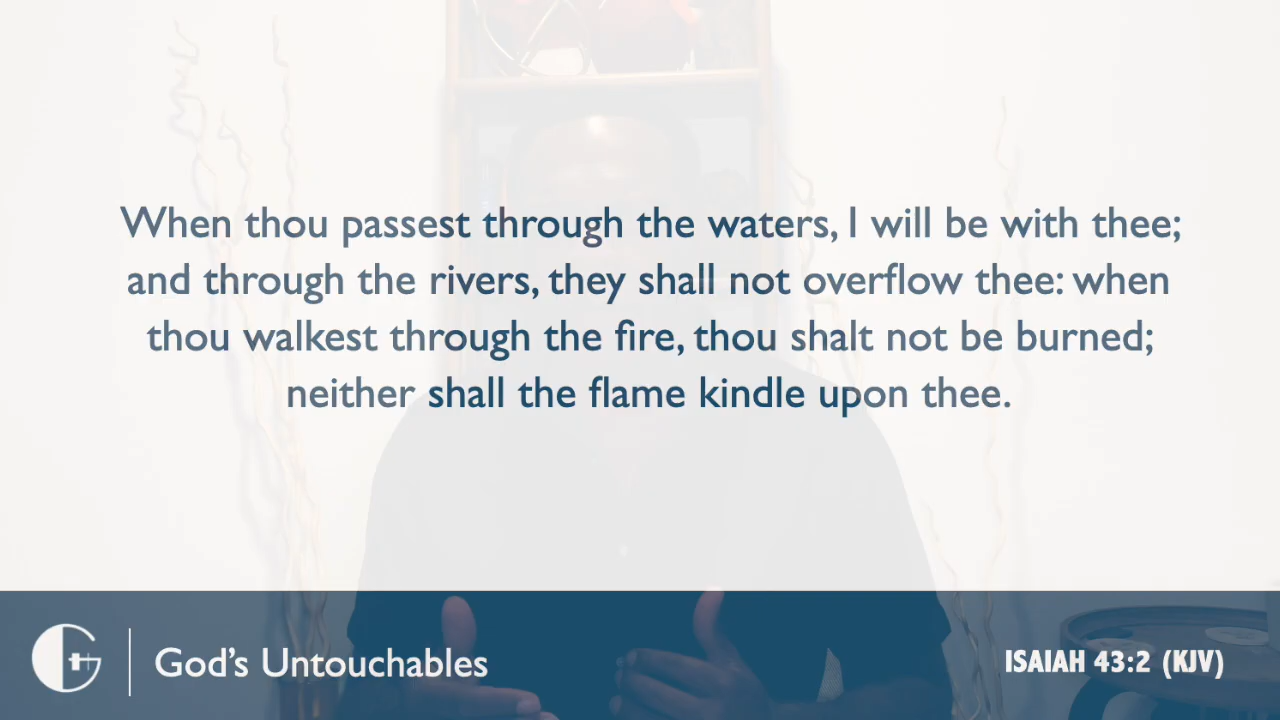 When thou passest through the waters, I will be with thee;
and through the rivers, they shall not overflow thee: when
thou walkest through the fire, thou shalt not be burned;
neither shall the flame kindle upon thee.
God's Untouchables
ISAIAH 43:2 (KJV)